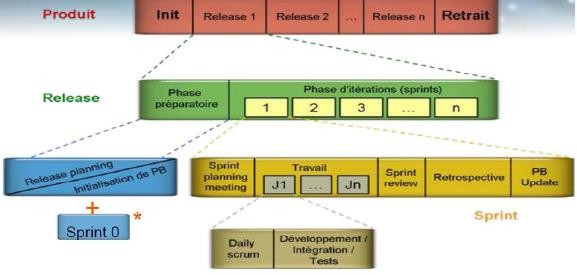 Produit
Init
Release 1
Release 2
...
Release n
Retrait
Release
Phase
préparatoire
Phase d'itérations (sprints)
1
2
3
...
n
Release planning
Initialisation de PB
+
Sprint 0
*
Sprint
planning
meeting
Travail
J1
...
Jn
Sprint
review
Retrospective
PB
Update
Sprint
Daily
scrum
Développement /
Intégration /
Tests